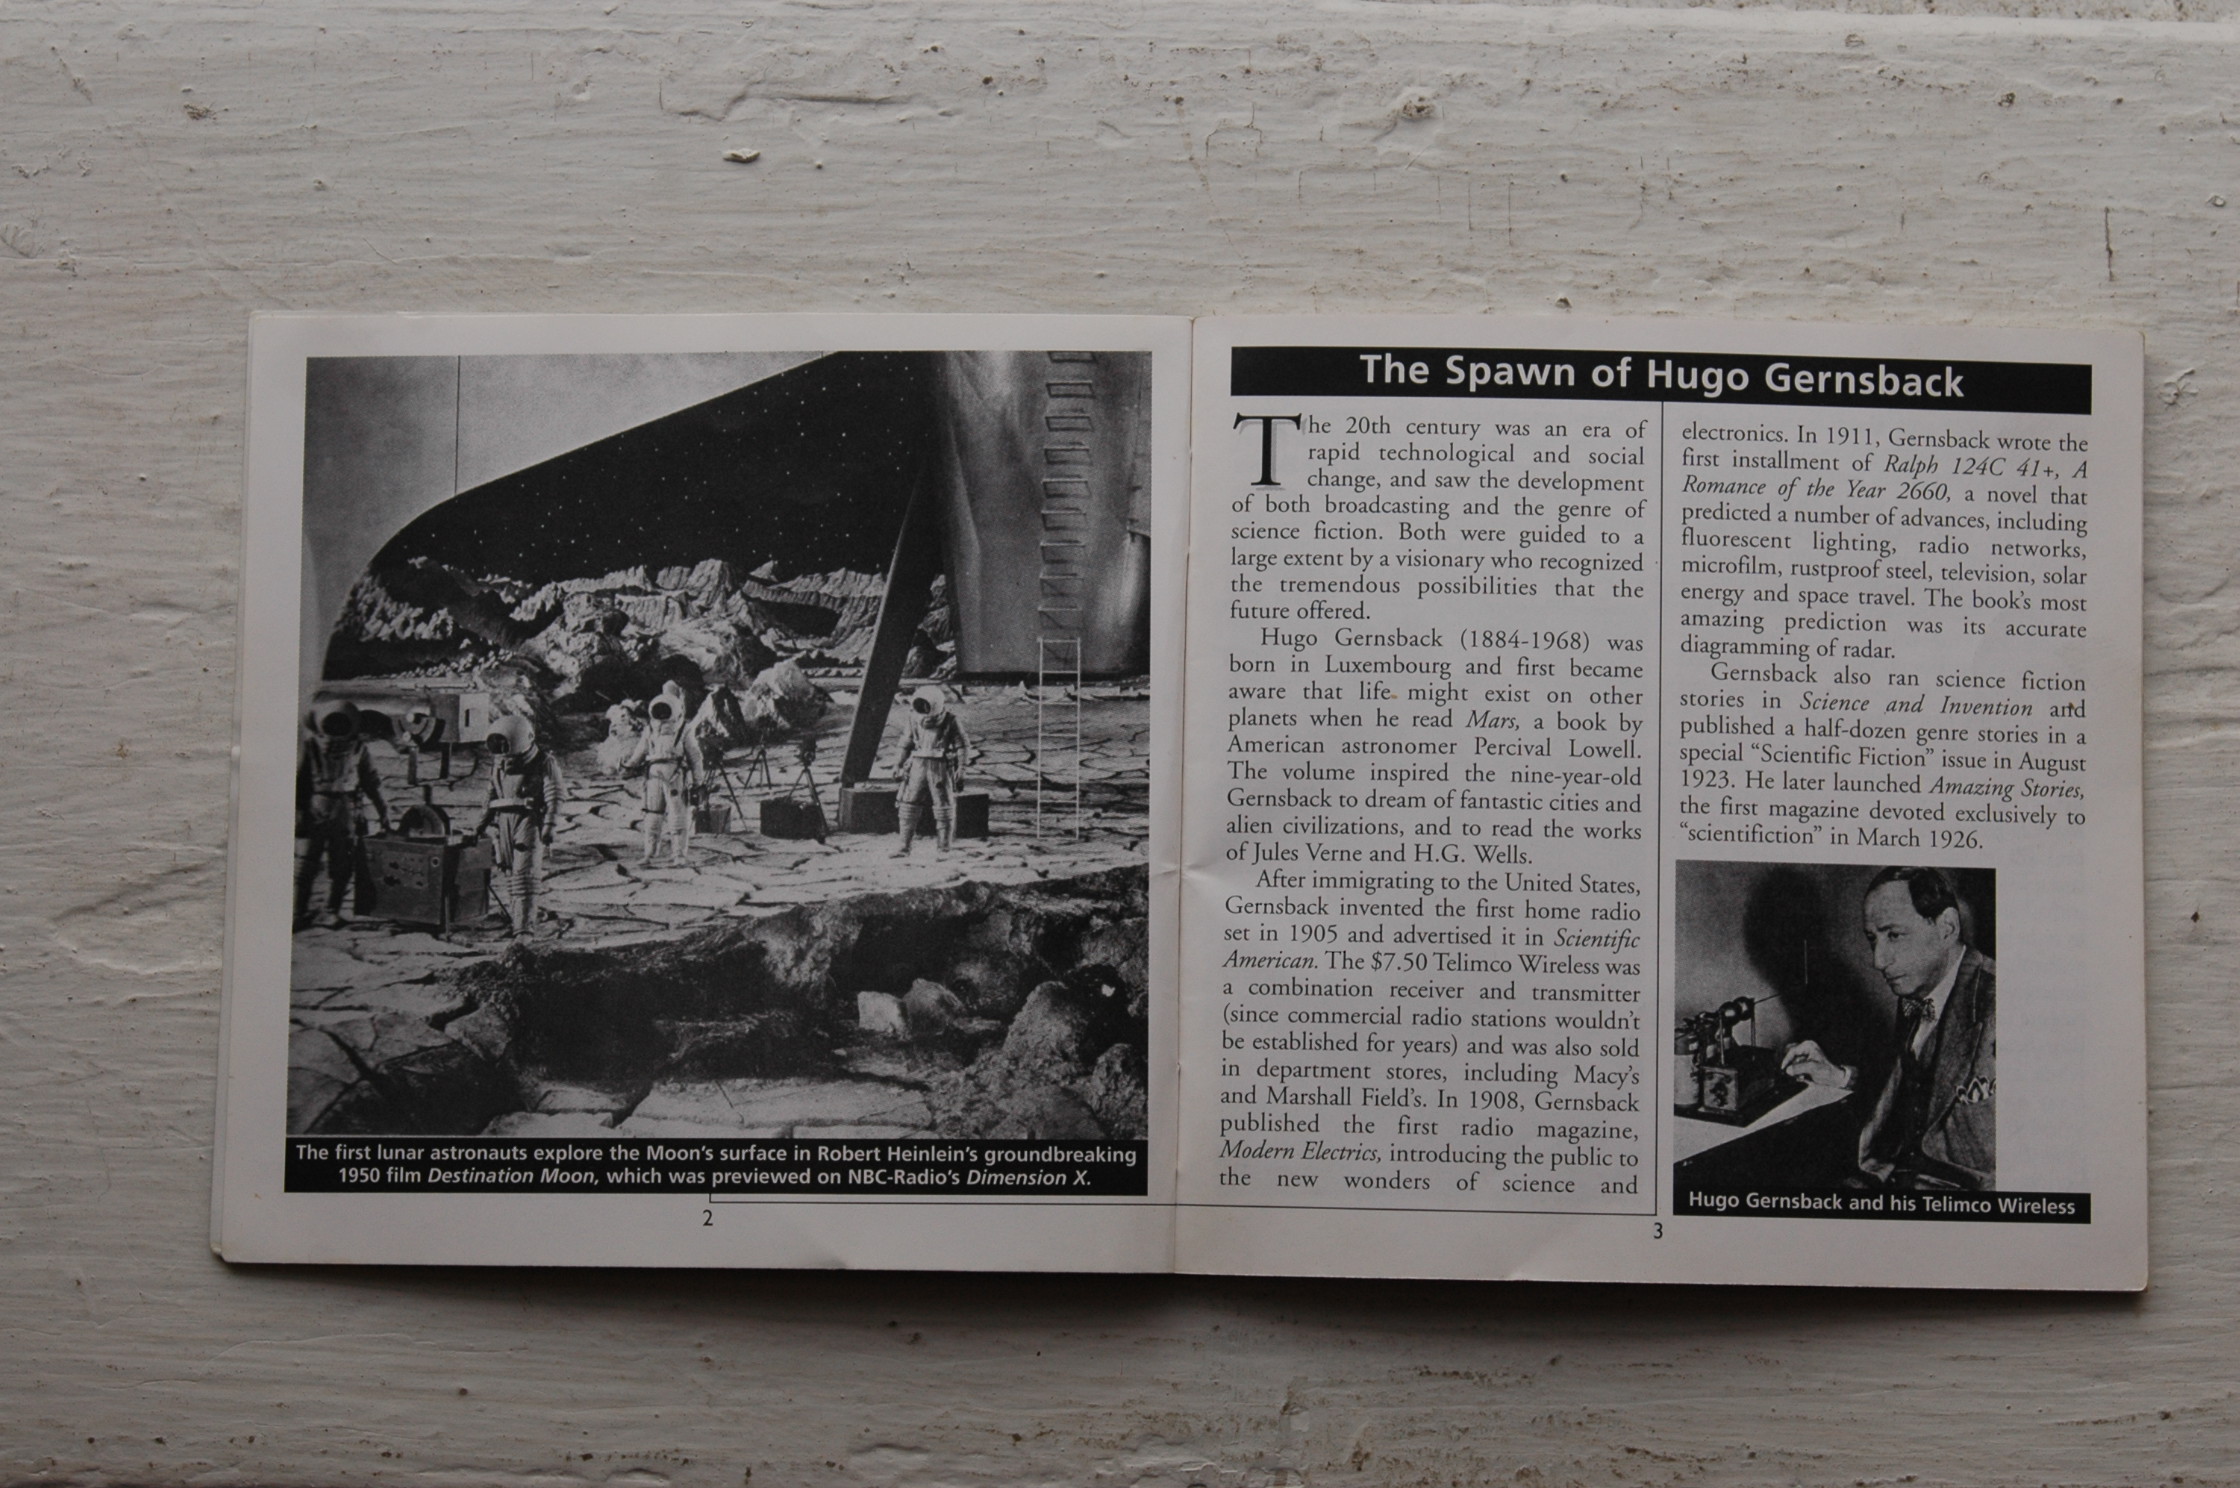 The first lunar astronauts explore the Moon's surface in Robert Heinlein's groundbreaking
1950 film Destination Moon, which was previewed on NBC-Radio's Dimension X.
2
The Spawn of Hugo Gernsback
The 20th century was an era of
rapid technological and social
change, and saw the development
of both broadcasting and the genre of
science fiction. Both were guided to a
large extent by a visionary who recognized
the tremendous possibilities that the
future offered.
Hugo Gernsback (1884-1968) was
born in Luxembourg and first became
aware that life might exist on other
planets when he read Mars, a book by
American astronomer Percival Lowell.
The volume inspired the nine-year-old
Gernsback to dream of fantastic cities and
alien civilizations, and to read the works
of Jules Verne and H.G. Wells.
After immigrating to the United States,
Gernsback invented the first home radio
set in 1905 and advertised it in Scientific
American. The $7.50 Telimco Wireless was
a combination receiver and transmitter
(since commercial radio stations wouldn't
be established for years) and was also sold
in department stores, including Macy's
and Marshall Field's. In 1908, Gernsback
published the first radio magazine,
Modern Electrics, introducing the public to
the new wonders of science and
electronics. In 1911, Gernsback wrote the
first installment of Ralph 124C 41+, A
Romance of the Year 2660, a novel that
predicted a number of advances, including
fluorescent lighting, radio networks,
microfilm, rustproof steel, television, solar
energy and space travel. The book's most
amazing prediction was its accurate
diagramming of radar.
Gernsback also ran science fiction
stories in Science and Invention and
published a half-dozen genre stories in a
special "Scientific Fiction" issue in August
1923. He later launched Amazing Stories,
the first magazine devoted exclusively to
"scientifiction" in March 1926.
Hugo Gernsback and his Telimco Wireless
3